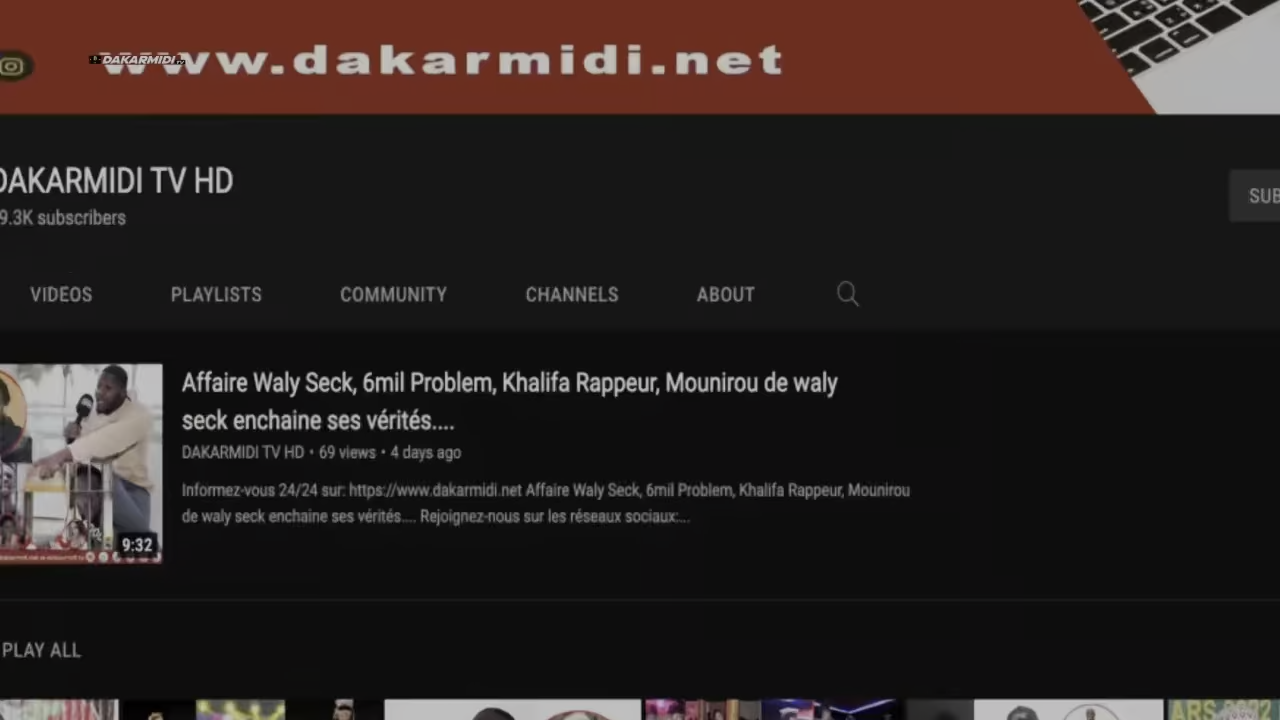 DAKARMIDI TV
www.dakarmidi.net
DAKARMIDI TV HD
9.3K subscribers
SUB
VIDEOS
PLAYLISTS
COMMUNITY
CHANNELS
ABOUT
Affaire Waly Seck, 6mil Problem, Khalifa Rappeur, Mounirou de waly
seck enchaine ses vérités....
DAKARMIDI TV HD • 69 views • 4 days ago
Informez-vous 24/24 sur: https://www.dakarmidi.net Affaire Waly Seck, 6mil Problem, Khalifa Rappeur, Mounirou
de waly seck enchaine ses vérités.... Rejoignez-nous sur les réseaux sociaux:...
9:32
PLAY ALL
ARS 2022